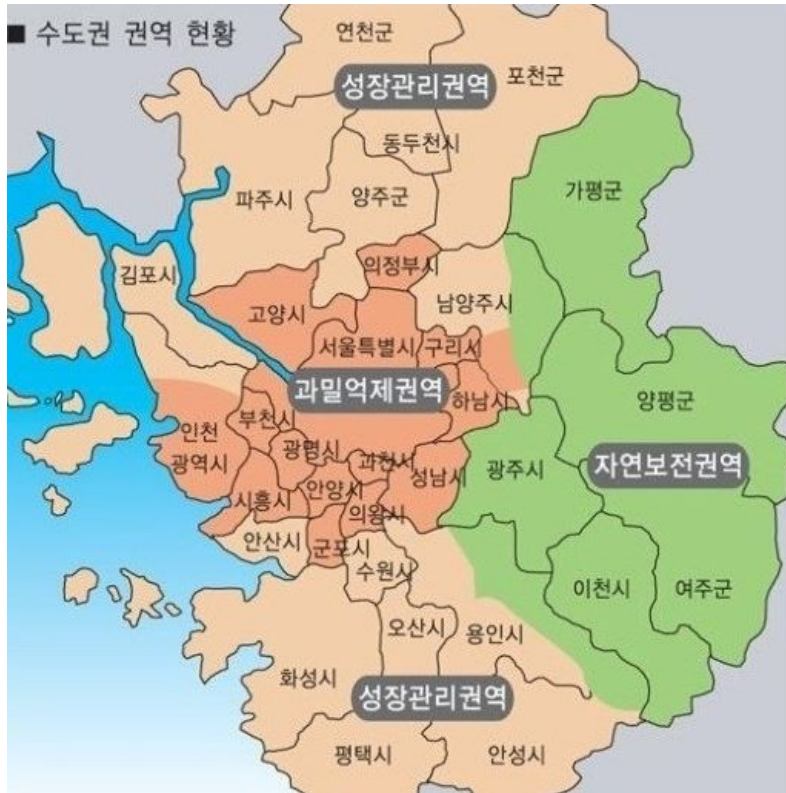 ■ 수도권 권역 현황
연천군
성장관리권역
포천군
동두천시
파주시
양주군
가평군
김포시
의정부시
고양시
남양주시
서울특별시
구리시
과밀억제권역
하남시
양평군
인천
광역시
부천시
광명시
과천시
성남시
광주시
자연보전권역
시흥시
안양시
의왕시
안산시
군포시
수원시
이천시
여주군
오산시
용인시
화성시
성장관리권역
평택시
안성시